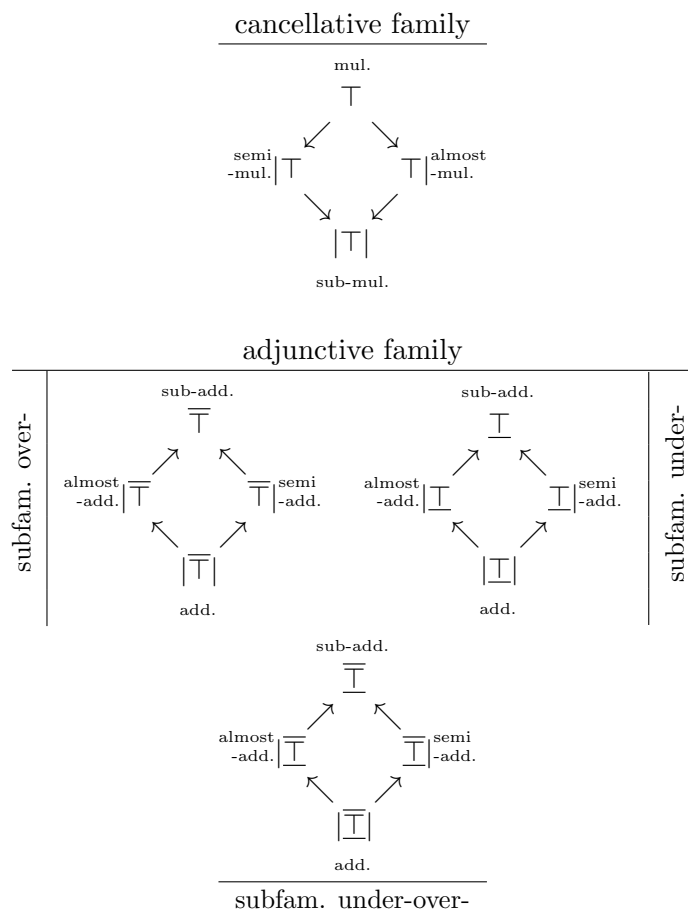 cancellative family
mul.
⊤
semi
-mul.
|⊤
⊤|
almost
-mul.
|⊤|
sub-mul.
adjunctive family
subfam. over-
sub-add.
⊤̅
almost
-add.
|⊤̅
⊤̅|
semi
-add.
|⊤̅|
add.
sub-add.
⊤̲
almost
-add.
|⊤̲
⊤̲|
semi
-add.
|⊤̲|
add.
subfam. under-
sub-add.
⊤̲̅
almost
-add.
|⊤̲̅
⊤̲̅|
semi
-add.
|⊤̲̅|
add.
subfam. under-over-